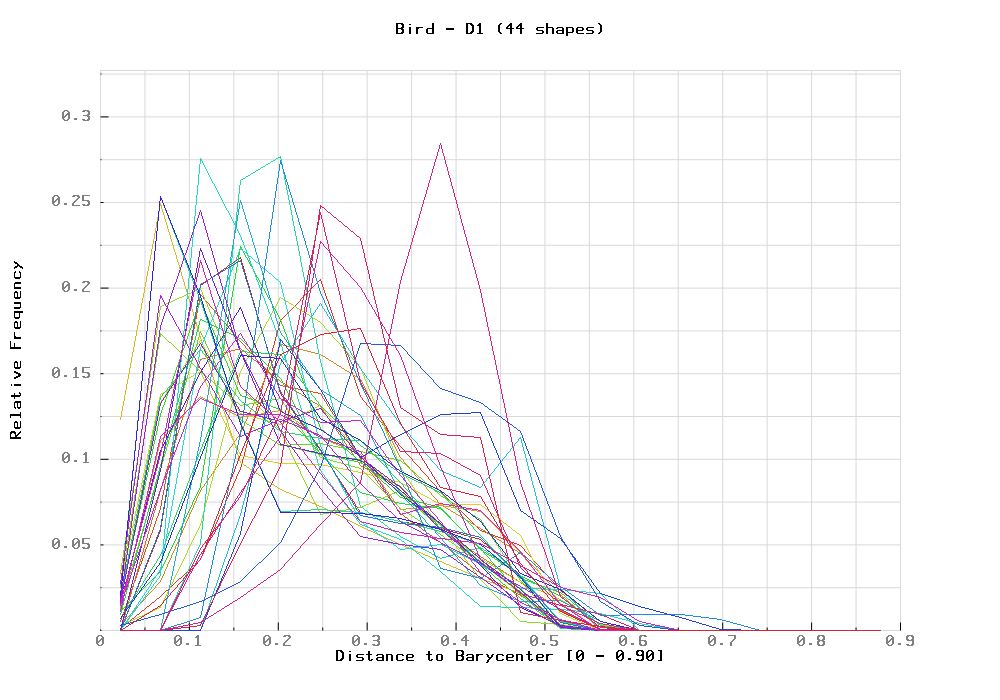 Bird - D1 (44 shapes)
0.3
0.25
0.2
0.15
0.1
0.05
Relative Frequency
0 0.1 0.2 0.3 0.4 0.5 0.6 0.7 0.8 0.9
Distance to Barycenter [0 - 0.90]